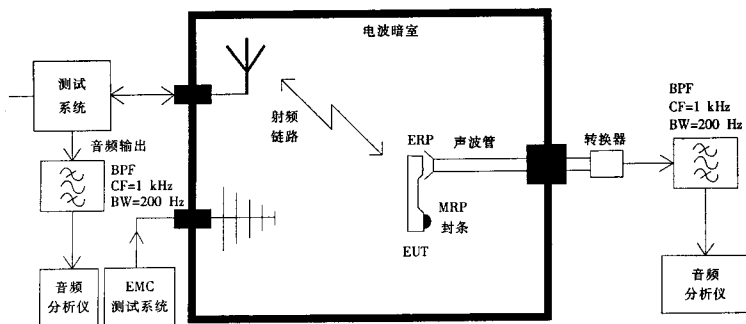 电波暗室
测试
系统
射频
链路
音频输出
BPF
CF=1 kHz
BW=200 Hz
音频
分析仪
EMC
测试系统
ERP
声波管
MRP
封条
EUT
转换器
BPF
CF=1 kHz
BW=200 Hz
音频
分析仪